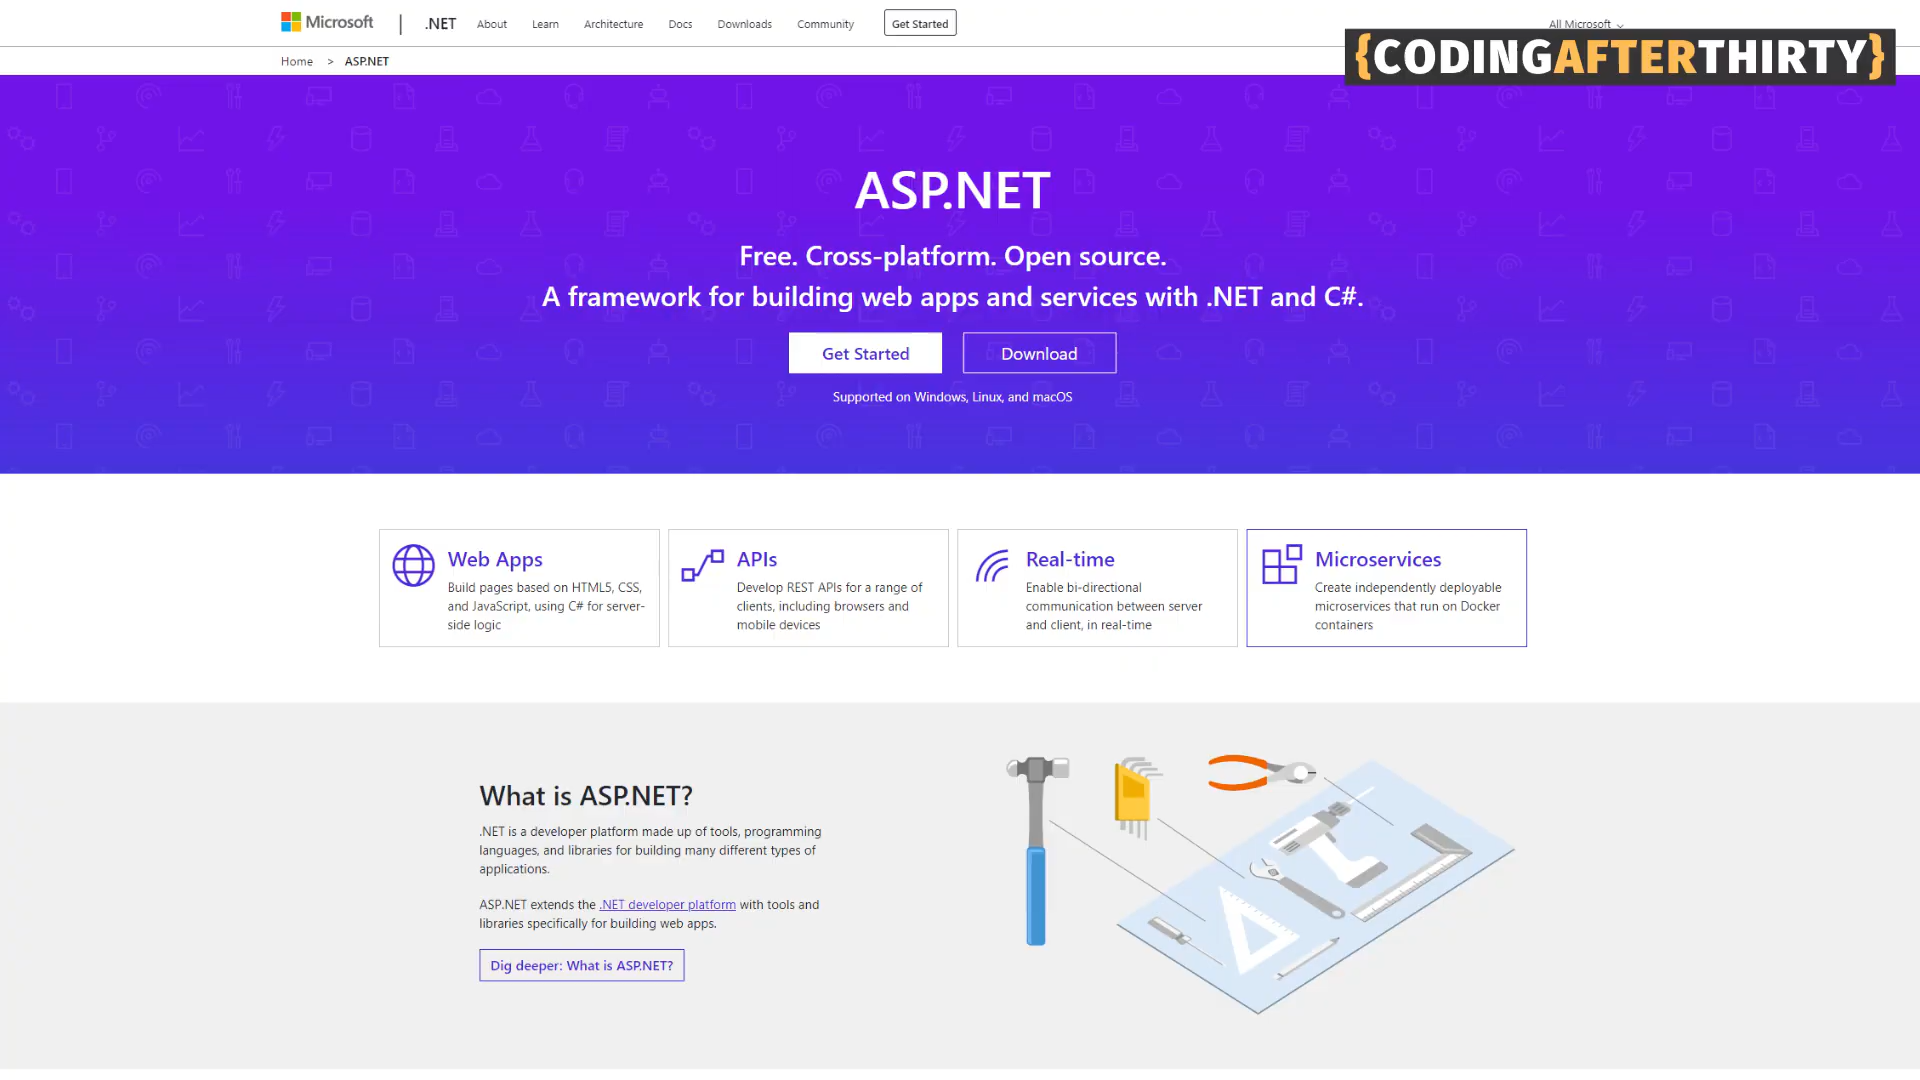 Microsoft
.NET
About
Learn
Architecture
Docs
Downloads
Community
Get Started
All Microsoft
{CODINGAFTERTHIRTY}
Home > ASP.NET
ASP.NET
Free. Cross-platform. Open source.
A framework for building web apps and services with .NET and C#.
Get Started
Download
Supported on Windows, Linux, and macOS
Web Apps
Build pages based on HTML5, CSS,
and JavaScript, using C# for server-
side logic
APIs
Develop REST APIs for a range of
clients, including browsers and
mobile devices
Real-time
Enable bi-directional
communication between server
and client, in real-time
Microservices
Create independently deployable
microservices that run on Docker
containers
What is ASP.NET?
.NET is a developer platform made up of tools, programming
languages, and libraries for building many different types of
applications.
ASP.NET extends the .NET developer platform with tools and
libraries specifically for building web apps.
Dig deeper: What is ASP.NET?